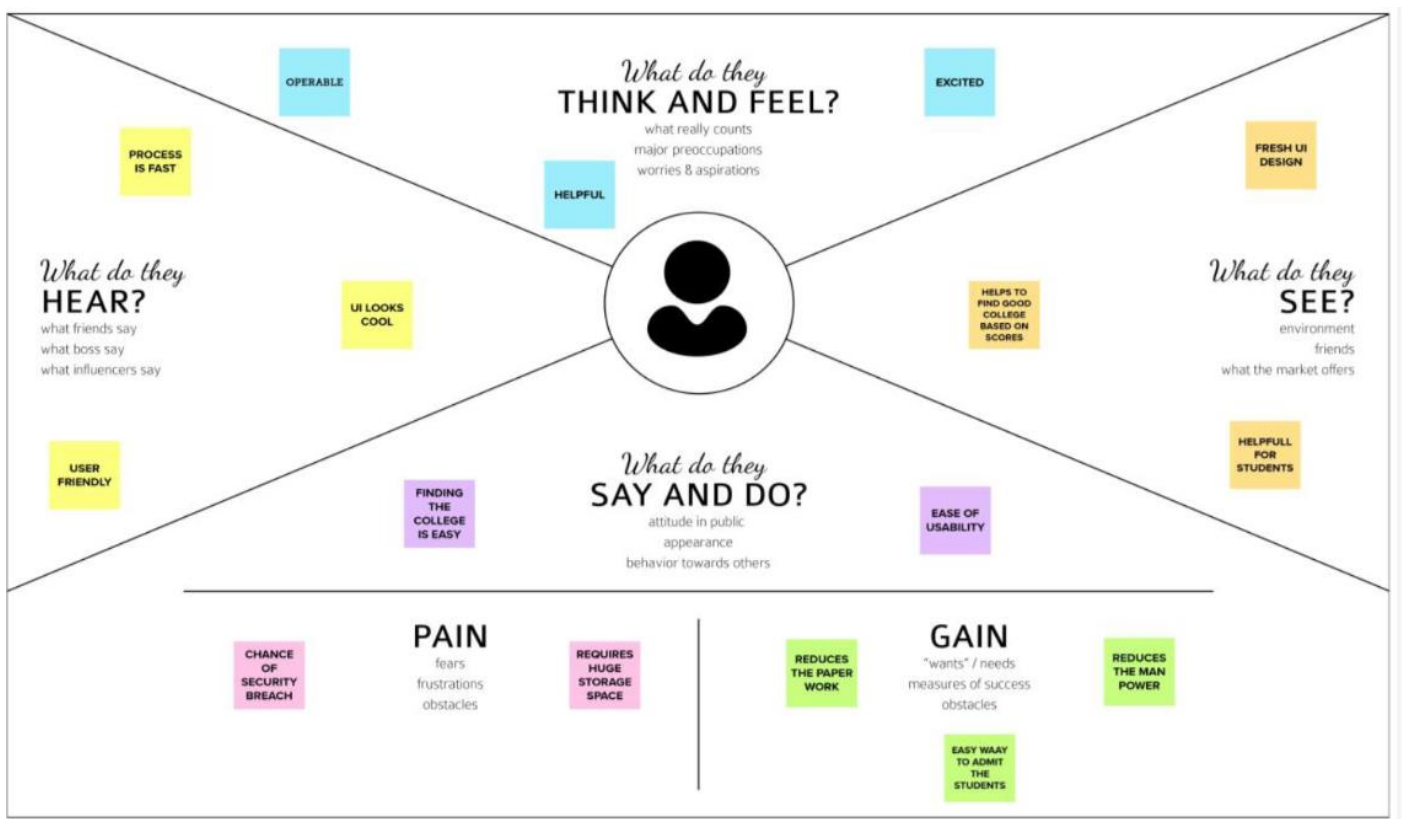 What do they
THINK AND FEEL?
what really counts
major preoccupations
worries & aspirations
OPERABLE
HELPFUL
EXCITED
What do they
HEAR?
what friends say
what boss say
what influencers say
PROCESS
IS FAST
UI LOOKS
COOL
USER
FRIENDLY
What do they
SEE?
environment
friends
what the market offers
FRESH UI
DESIGN
HELPS TO
FIND GOOD
COLLEGE
BASED ON
SCORES
HELPFULL
FOR
STUDENTS
What do they
SAY AND DO?
attitude in public
appearance
behavior towards others
FINDING
THE
COLLEGE
IS EASY
EASE OF
USABILITY
PAIN
fears
frustrations
obstacles
CHANCE
OF
SECURITY
BREACH
REQUIRES
HUGE
STORAGE
SPACE
GAIN
"wants" / needs
measures of success
obstacles
REDUCES
THE PAPER
WORK
REDUCES
THE MAN
POWER
EASY WAAY
TO ADMIT
THE
STUDENTS